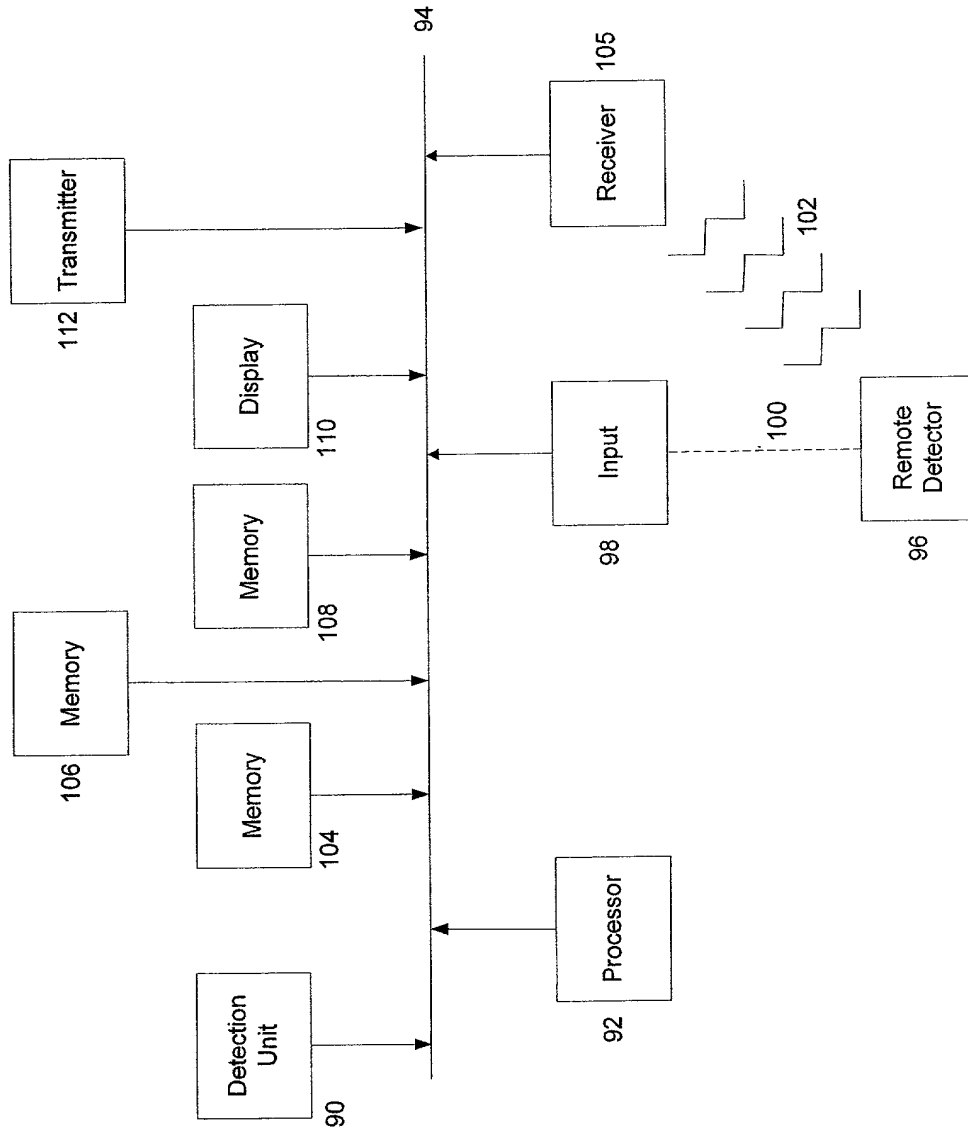 106
Memory
112
Transmitter
90
Detection
Unit
104
Memory
108
Memory
110
Display
94
92
Processor
98
Input
105
Receiver
100
102
96
Remote
Detector